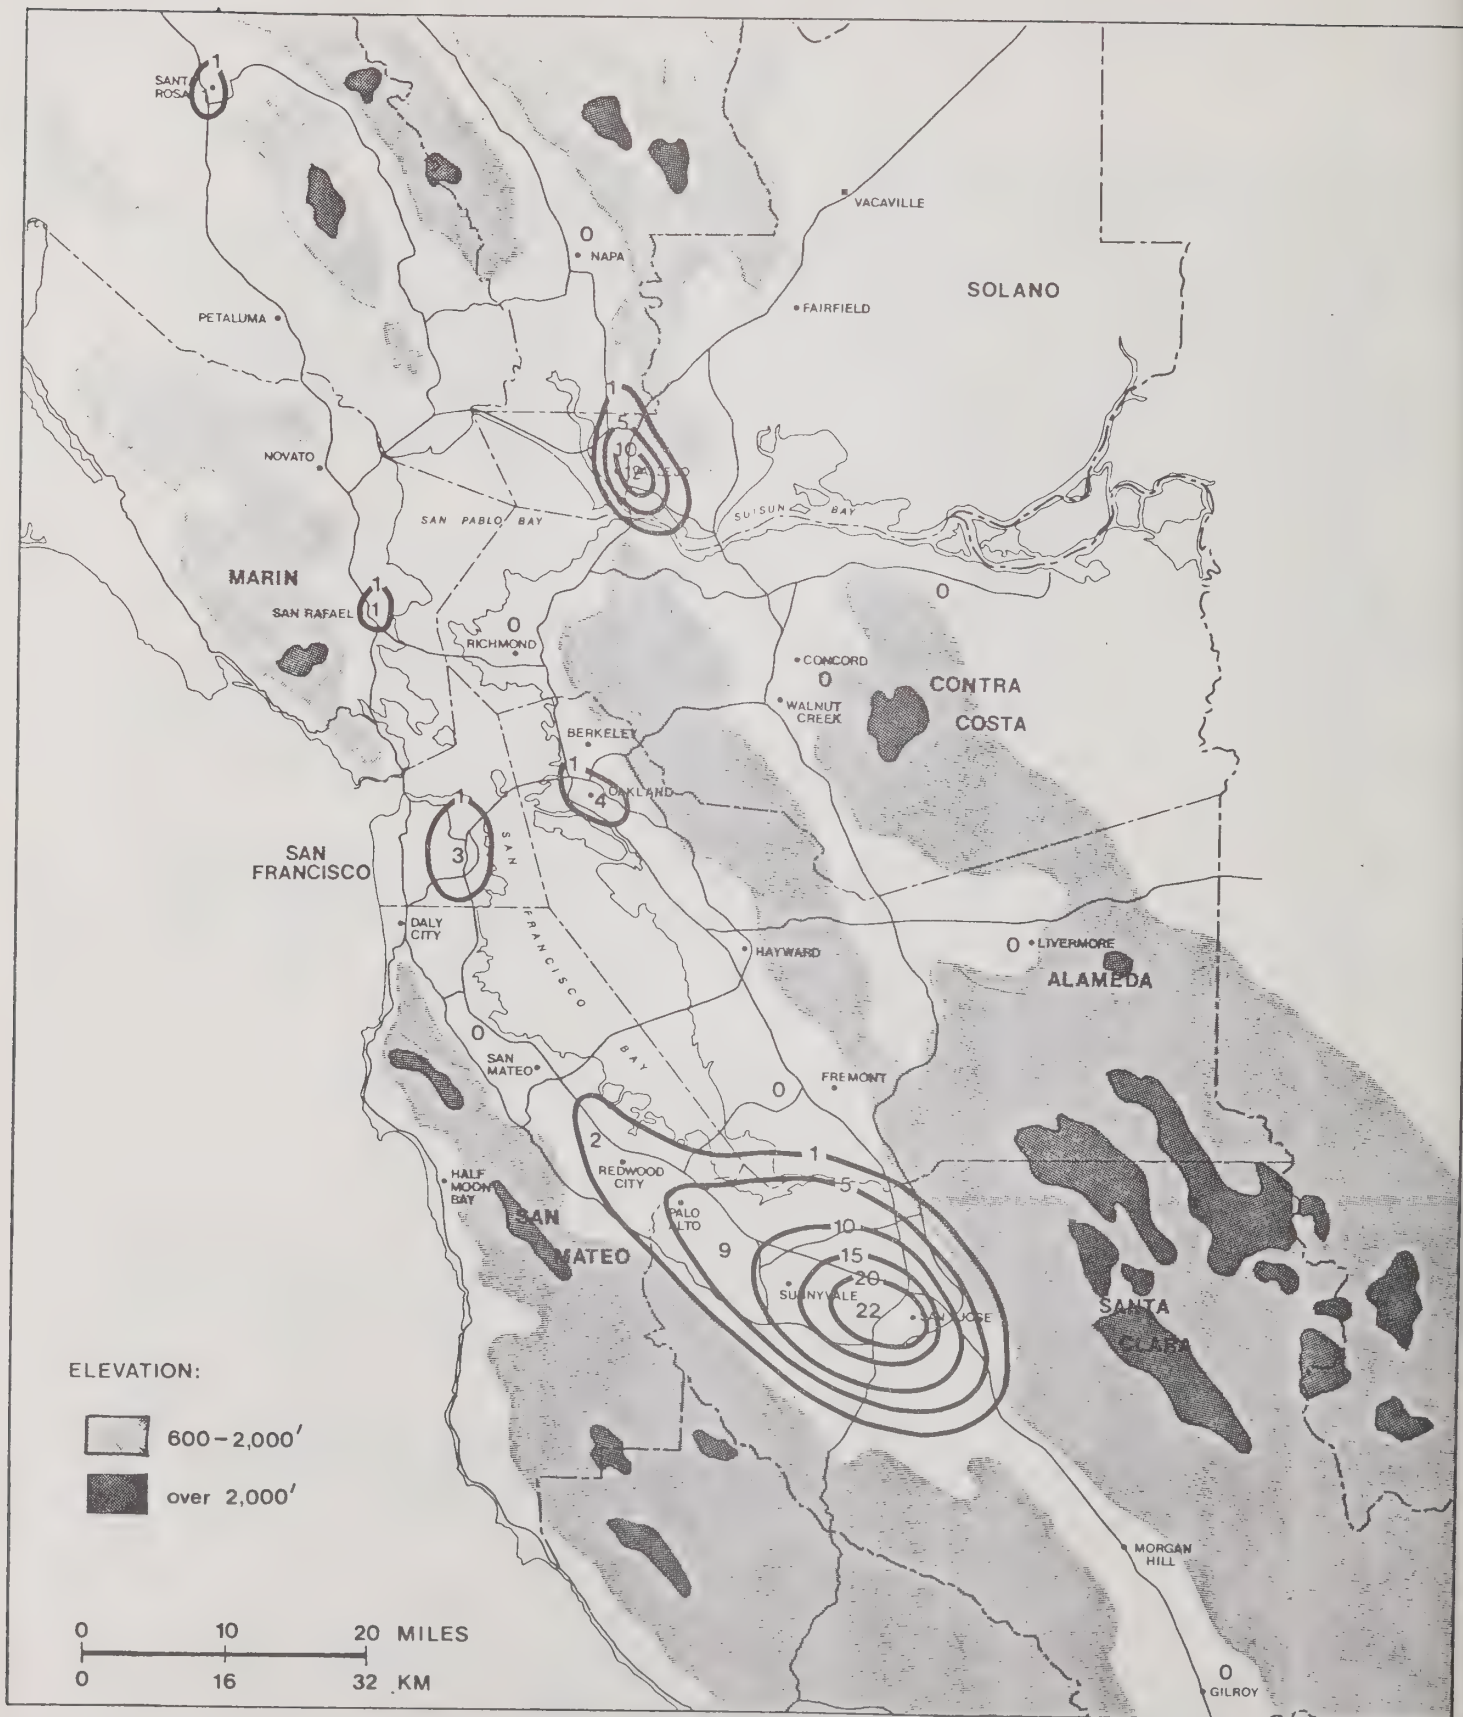 1
SANT
ROSA
VACAVILLE
0
NAPA
SOLANO
FAIRFIELD
PETALUMA
1
5
10
NOVATO
SAN PABLO BAY
SUISUN BAY
MARIN
1
1
SAN RAFAEL
0
0
RICHMOND
CONCORD
0
CONTRA
COSTA
WALNUT
CREEK
BERKELEY
1
4
OAKLAND
1
3
SAN
FRANCISCO
SAN
FRANCISCO
BAY
DALY
CITY
HAYWARD
0
LIVERMORE
ALAMEDA
0
SAN
MATEO
0
FREMONT
2
REDWOOD
CITY
1
HALF
MOON
BAY
5
PALO
ALTO
SAN
MATEO
9
10
15
20
SUNNYVALE
22
SAN JOSE
SANTA
CLARA
ELEVATION:
600-2,000'
over 2,000'
MORGAN
HILL
0 10 20 MILES
0 16 32 .KM
0
GILROY